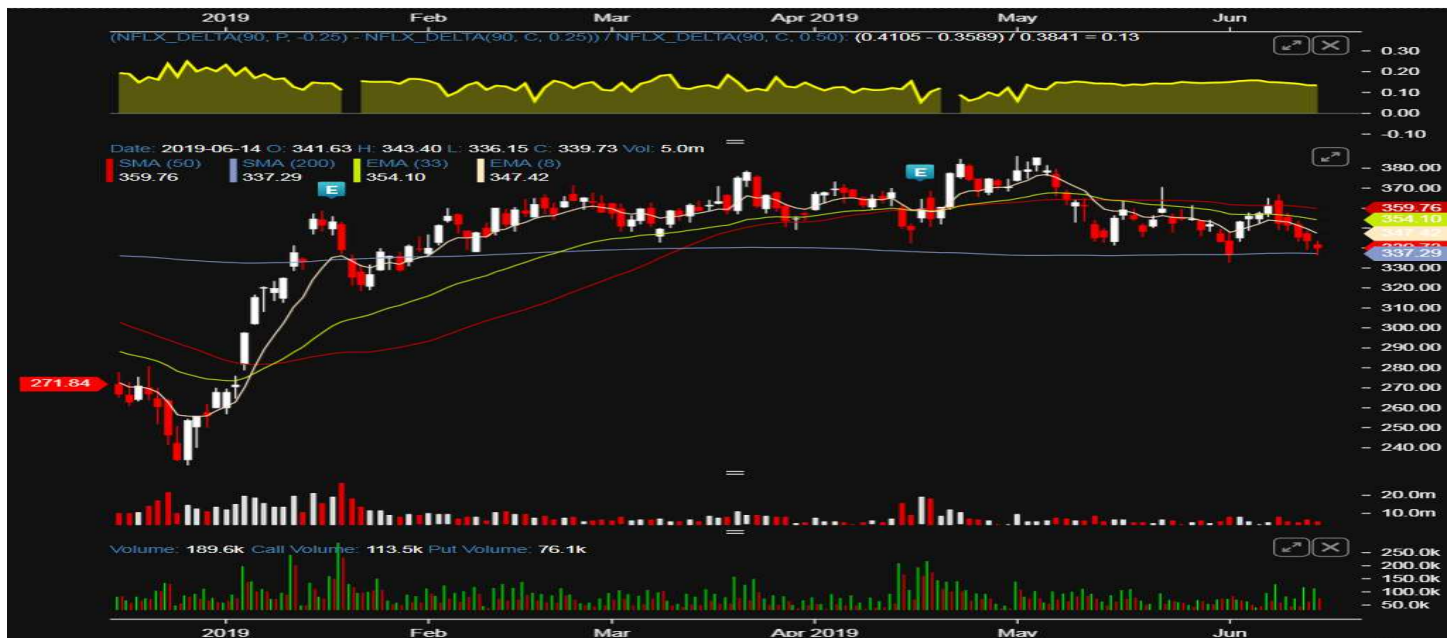 2019 Feb Mar Apr 2019 May Jun
(NFLX_DELTA(90, P, -0.25) - NFLX_DELTA(90, C, 0.25)) / NFLX_DELTA(90, C, 0.50): (0.4105 - 0.3589) / 0.3841 = 0.13
0.30
0.20
0.10
0.00
-0.10
Date: 2019-06-14 O: 341.63 H: 343.40 L: 336.15 C: 339.73 Vol: 5.0m
SMA (50) SMA (200) EMA (33) EMA (8)
359.76 337.29 354.10 347.42
E
E
380.00
370.00
359.76
354.10
347.42
339.73
337.29
330.00
320.00
310.00
300.00
290.00
280.00
271.84
270.00
260.00
250.00
240.00
20.0m
10.0m
Volume: 189.6k Call Volume: 113.5k Put Volume: 76.1k
250.0k
200.0k
150.0k
100.0k
50.0k
2019 Feb Mar Apr 2019 May Jun